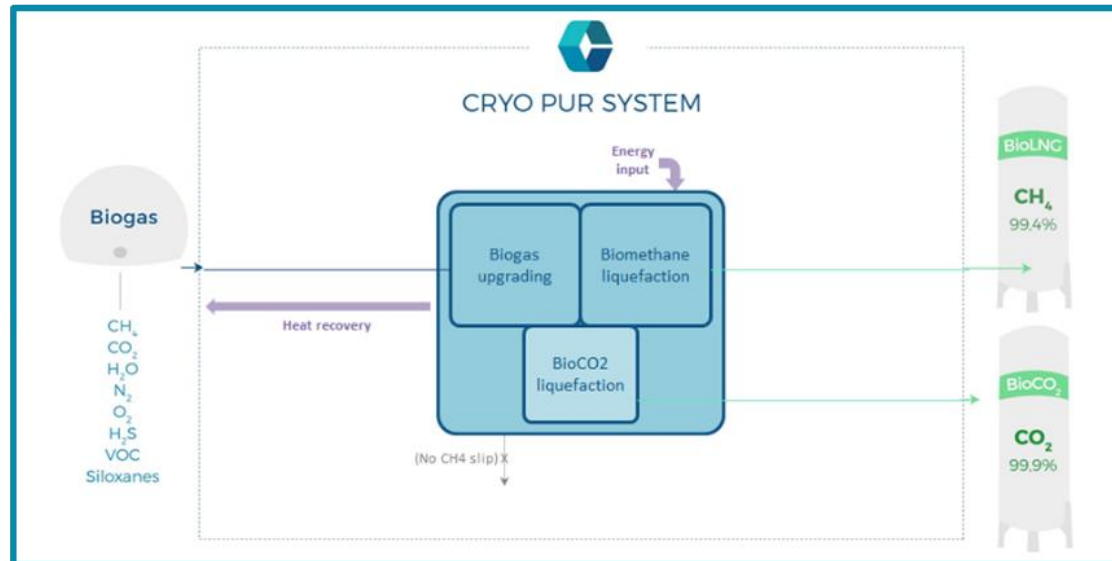 CRYO PUR SYSTEM
Energy
input
Biogas
Biogas
upgrading
Biomethane
liquefaction
BioCO2
liquefaction
Heat recovery
(No CH4 slip) X
CH₄
CO₂
H₂O
N₂
O₂
H₂S
VOC
Siloxanes
BioLNG
CH₄
99.4%
BioCO₂
CO₂
99.9%